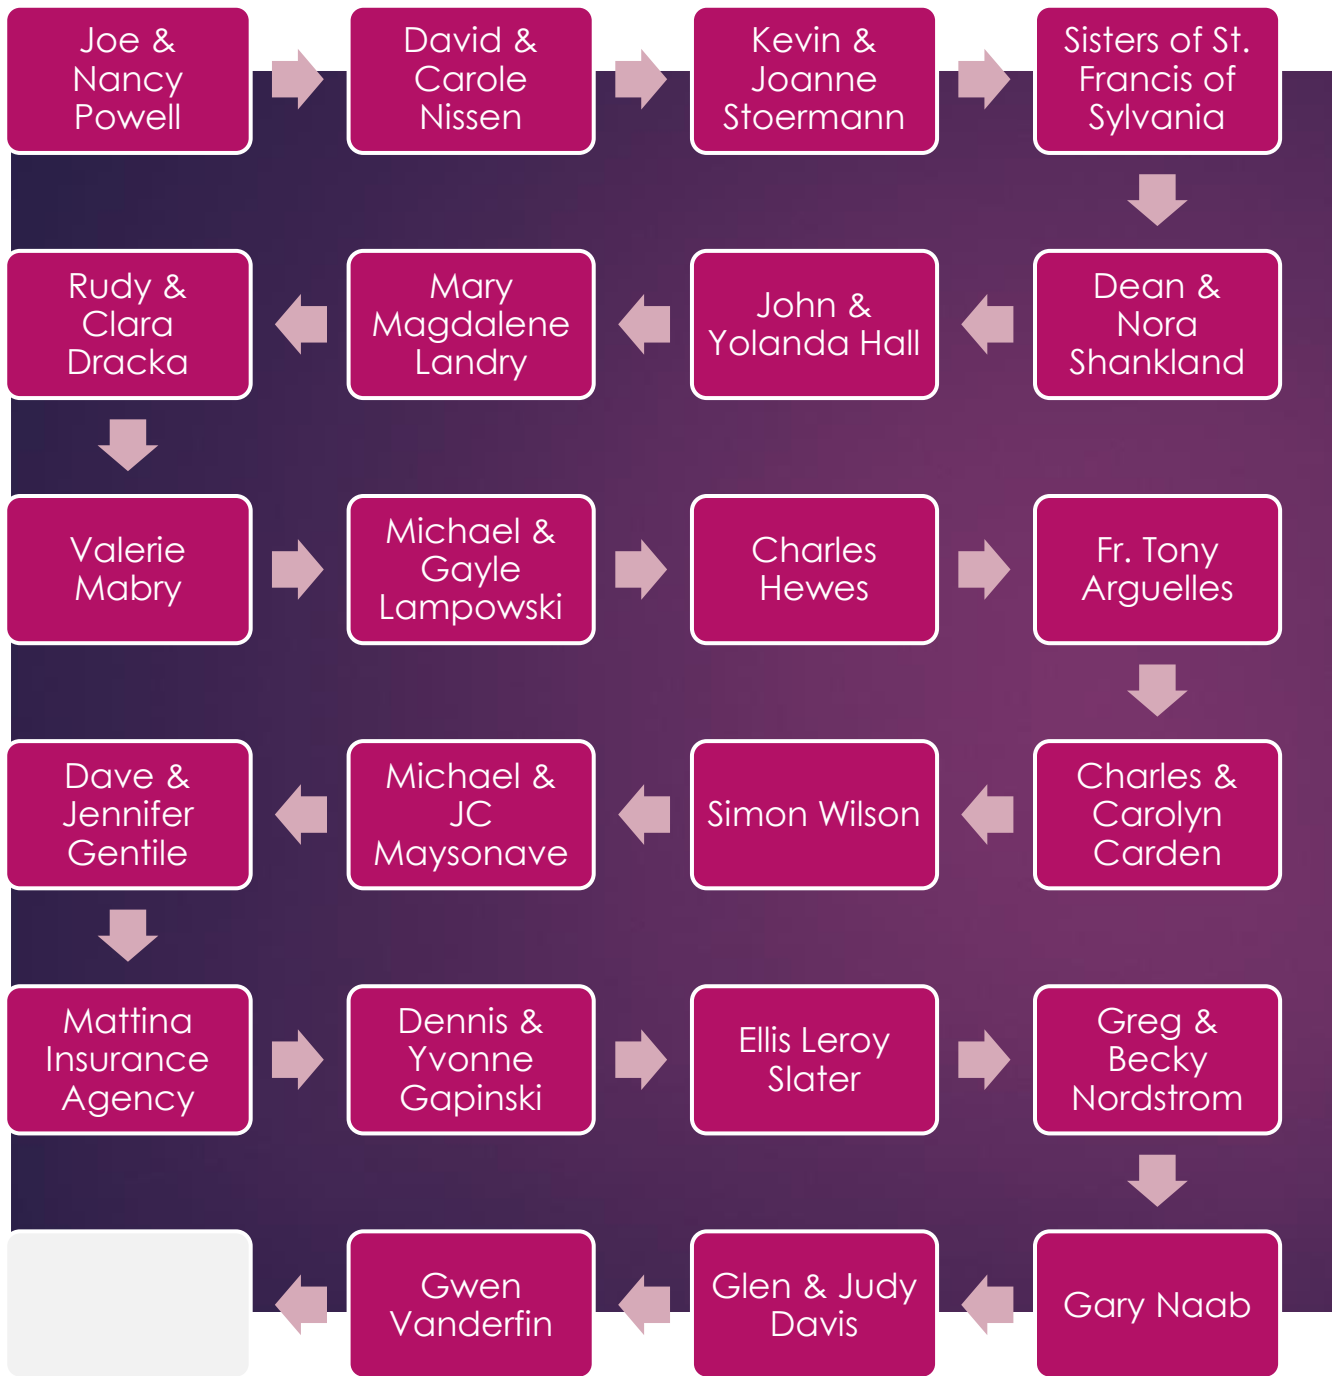 Joe &
Nancy
Powell
David &
Carole
Nissen
Kevin &
Joanne
Stoermann
Sisters of St.
Francis of
Sylvania
Dean &
Nora
Shankland
John &
Yolanda Hall
Mary
Magdalene
Landry
Rudy &
Clara
Dracka
Valerie
Mabry
Michael &
Gayle
Lampowski
Charles
Hewes
Fr. Tony
Arguelles
Charles &
Carolyn
Carden
Simon Wilson
Michael &
JC
Maysonave
Dave &
Jennifer
Gentile
Mattina
Insurance
Agency
Dennis &
Yvonne
Gapinski
Ellis Leroy
Slater
Greg &
Becky
Nordstrom
Gary Naab
Glen & Judy
Davis
Gwen
Vanderfin